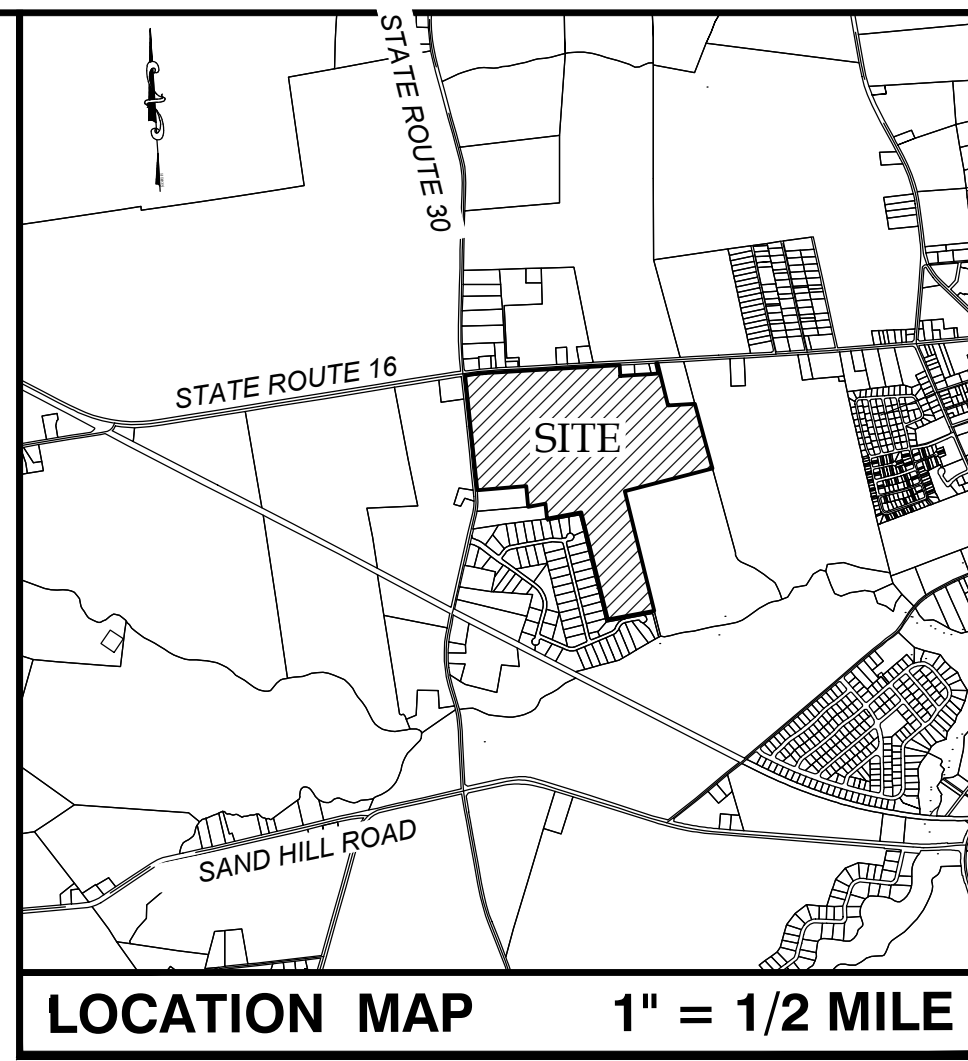 STATE ROUTE 30
STATE ROUTE 16
SITE
SAND HILL ROAD
LOCATION MAP 1" = 1/2 MILE